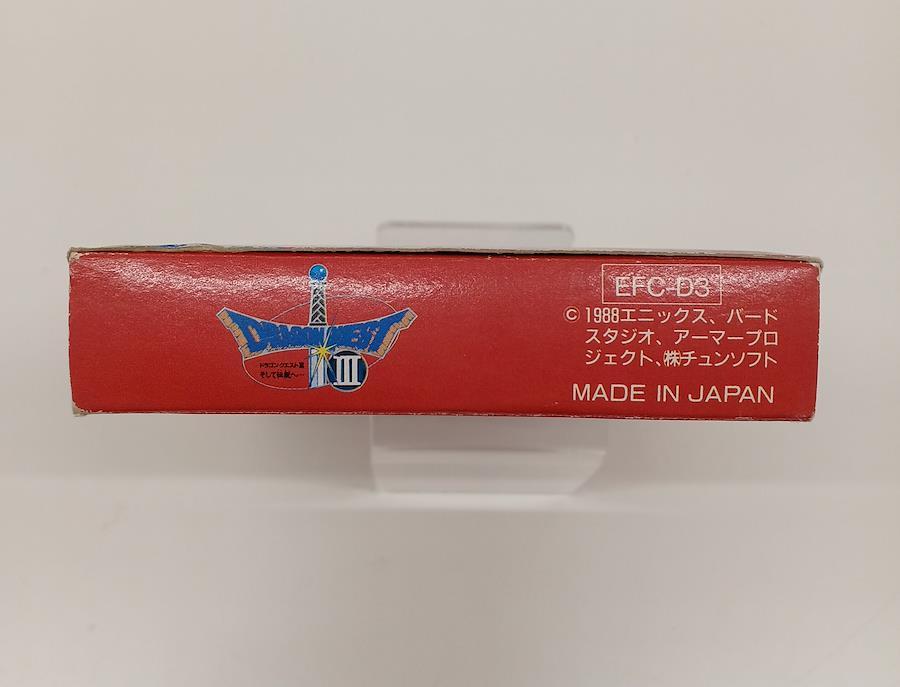 DRAGON QUEST
III
ドラゴンクエストⅢ
そして伝説へ…
EFC-D3
© 1988エニックス、バード
スタジオ、アーマープロ
ジェクト、㈱チュンソフト
MADE IN JAPAN